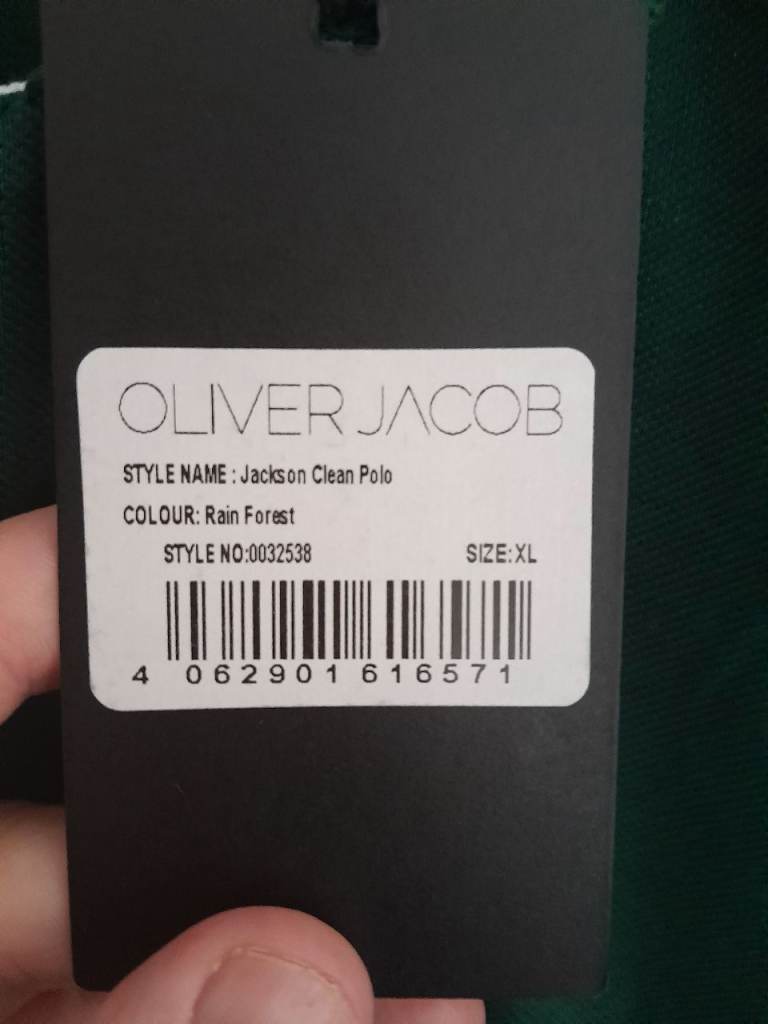 OLIVER JACOB
STYLE NAME : Jackson Clean Polo
COLOUR: Rain Forest
STYLE NO:0032538 SIZE:XL
4 062901 616571